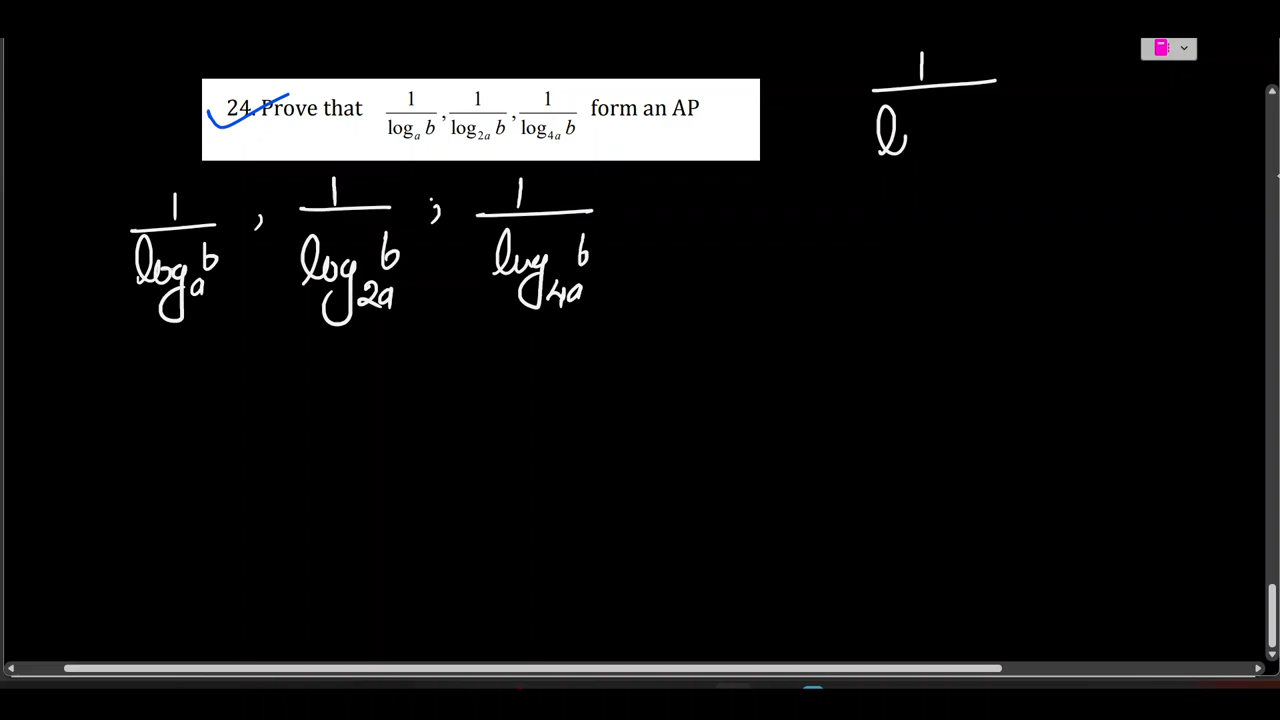 24. Prove that 1/log_a b , 1/log_2a b , 1/log_4a b form an AP
1/l
1/log_a b , 1/log_2a b ; 1/log_4a b